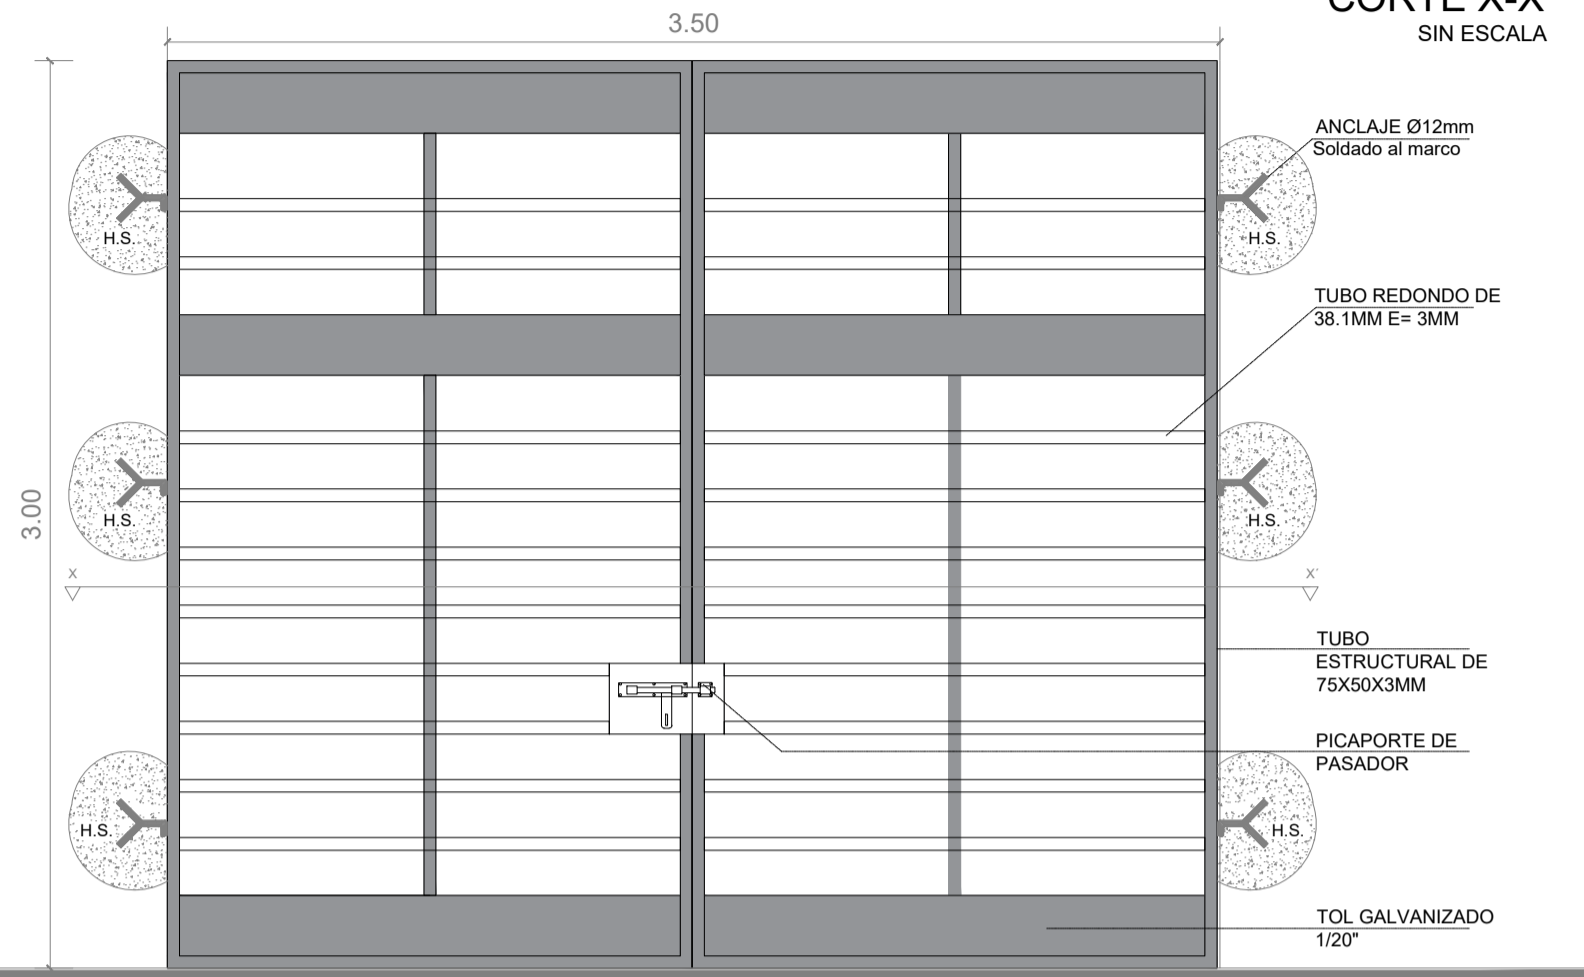 CORTE X-X
SIN ESCALA
3.50
3.00
ANCLAJE Ø12mm
Soldado al marco
H.S.
H.S.
TUBO REDONDO DE
38.1MM E= 3MM
H.S.
H.S.
X
X'
TUBO
ESTRUCTURAL DE
75X50X3MM
PICAPORTE DE
PASADOR
H.S.
H.S.
TOL GALVANIZADO
1/20"